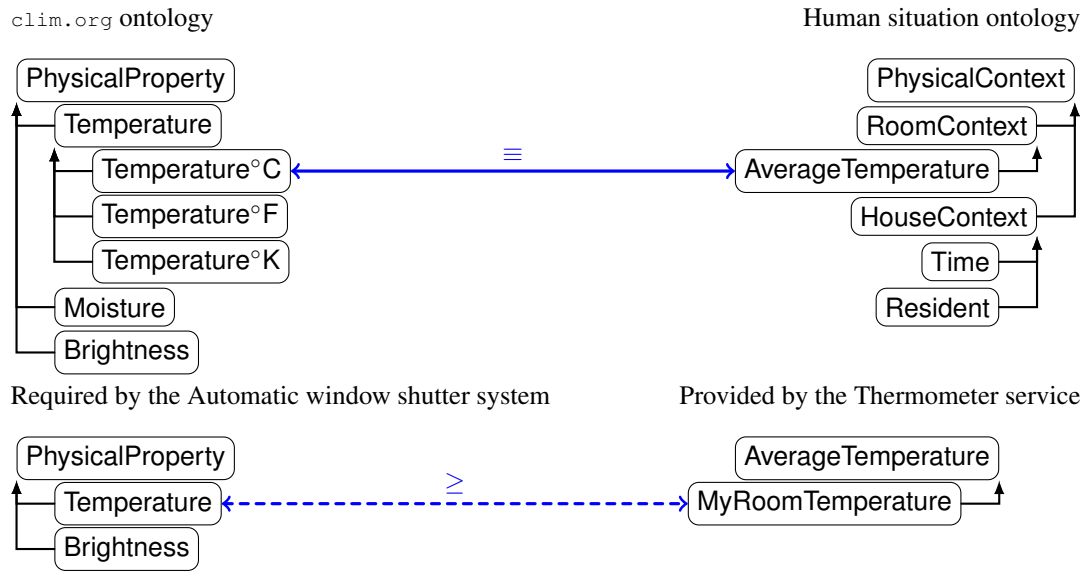 clim.org ontology
Human situation ontology
PhysicalProperty
PhysicalContext
Temperature
RoomContext
Temperature°C
≡
AverageTemperature
Temperature°F
HouseContext
Temperature°K
Time
Moisture
Resident
Brightness
Required by the Automatic window shutter system
Provided by the Thermometer service
PhysicalProperty
AverageTemperature
Temperature
≥
MyRoomTemperature
Brightness